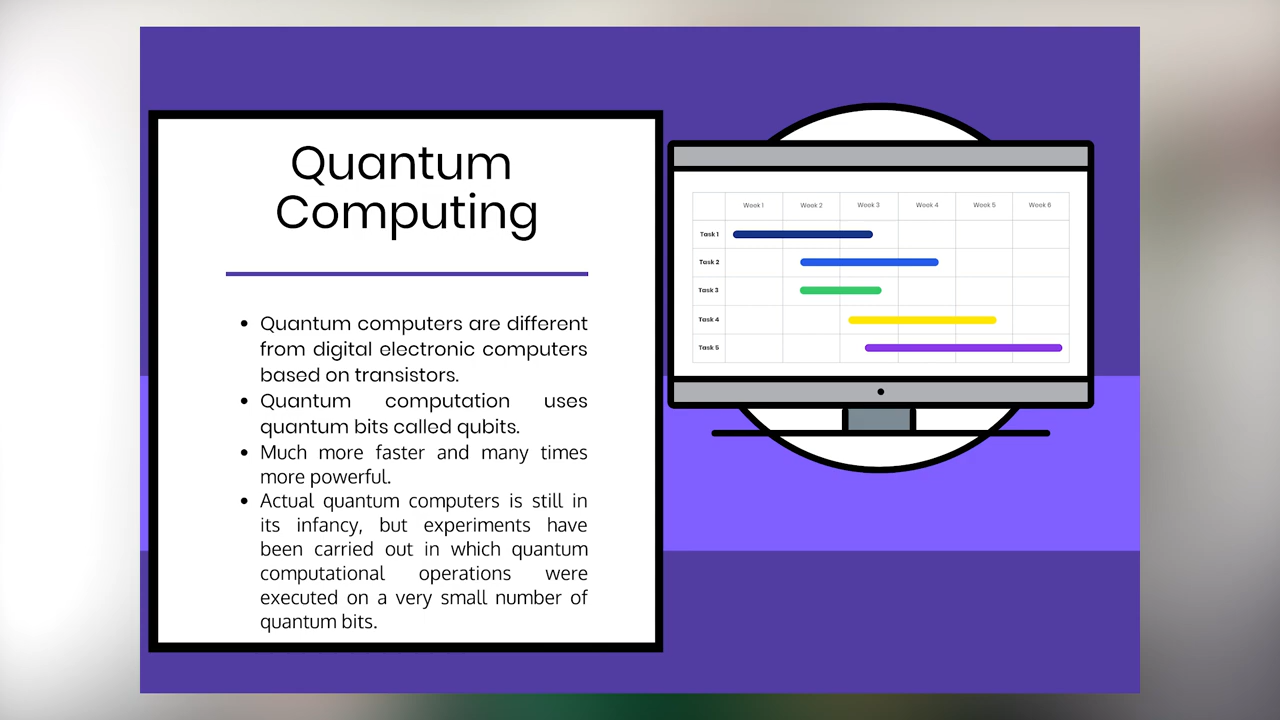 Quantum
Computing
Quantum computers are different
from digital electronic computers
based on transistors.
Quantum computation uses
quantum bits called qubits.
Much more faster and many times
more powerful.
Actual quantum computers is still in
its infancy, but experiments have
been carried out in which quantum
computational operations were
executed on a very small number of
quantum bits.
Week 1 Week 2 Week 3 Week 4 Week 5 Week 6
Task 1
Task 2
Task 3
Task 4
Task 5